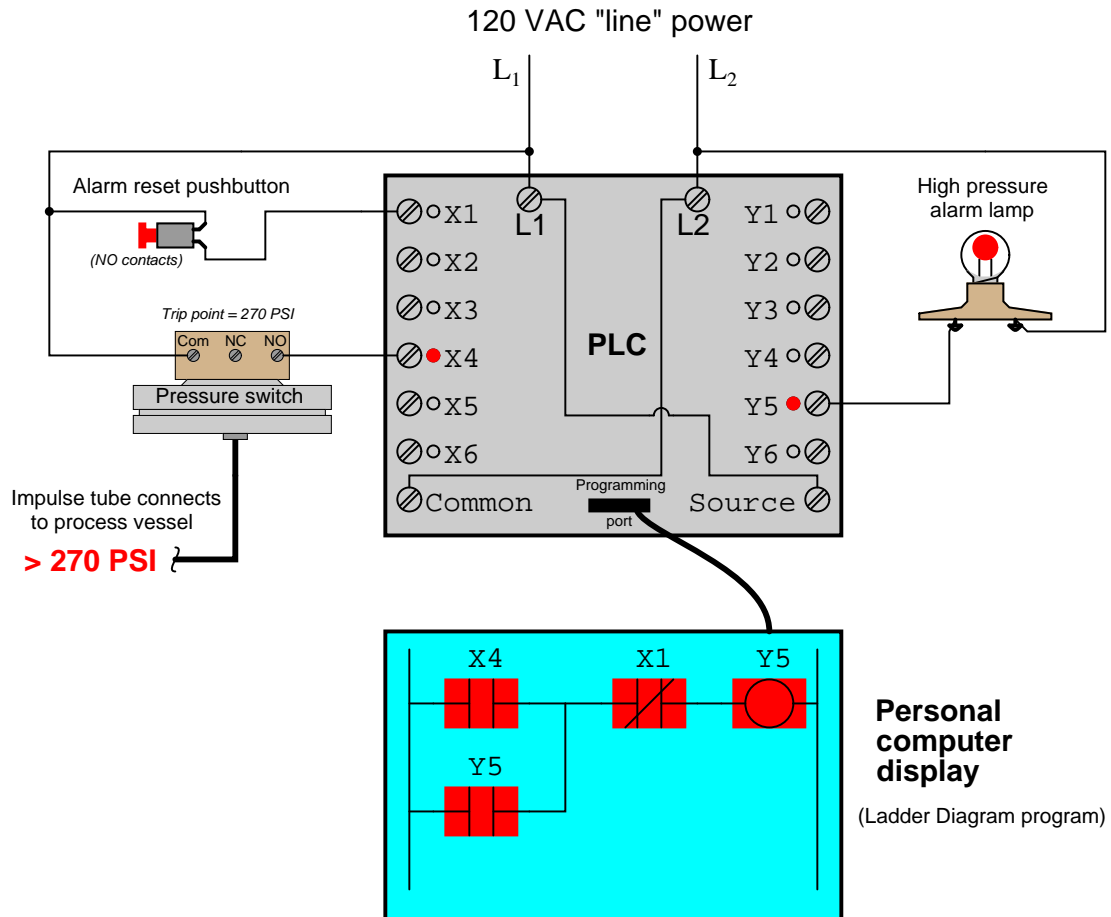 120 VAC "line" power
L1
L2
Alarm reset pushbutton
(NO contacts)
High pressure
alarm lamp
L1
L2
X1
X2
X3
X4
X5
X6
Common
PLC
Y1
Y2
Y3
Y4
Y5
Y6
Source
Programming
port
Trip point = 270 PSI
Com
NC
NO
Pressure switch
Impulse tube connects
to process vessel
> 270 PSI
X4
X1
Y5
Y5
Personal
computer
display
(Ladder Diagram program)